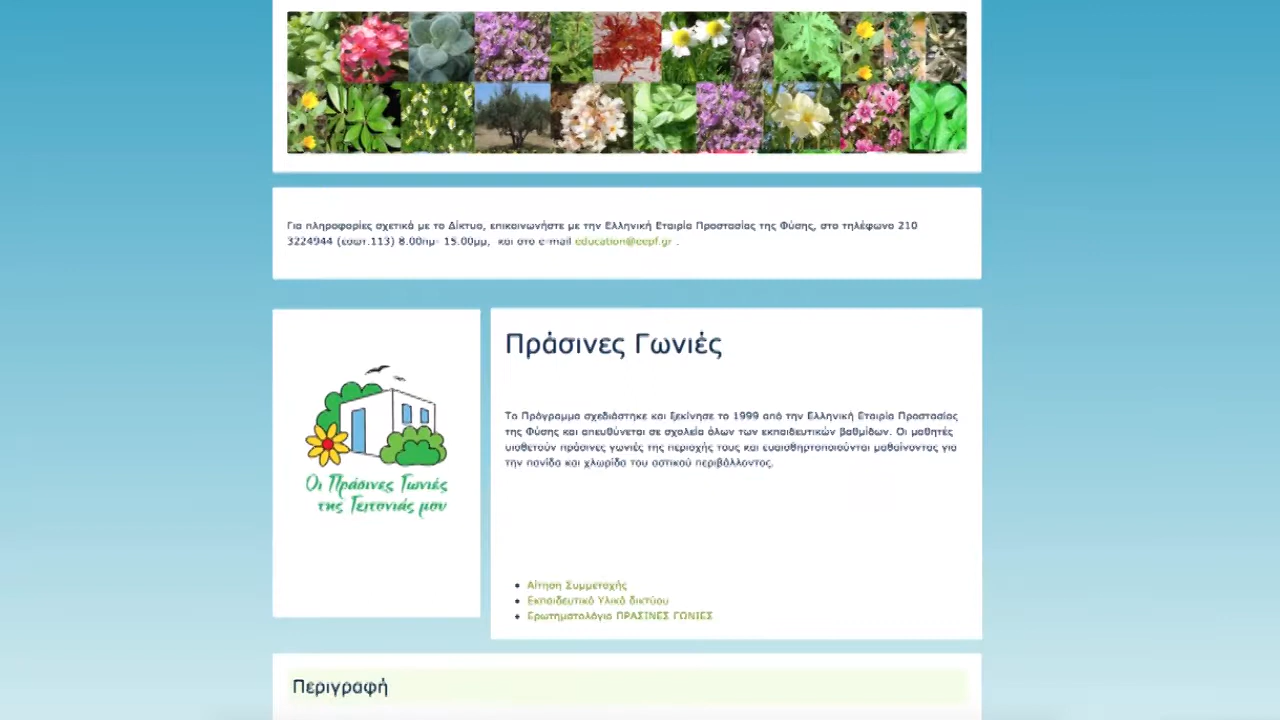 Για πληροφορίες σχετικά με το Δίκτυο, επικοινωνήστε με την Ελληνική Εταιρία Προστασίας της Φύσης, στο τηλέφωνο 210
3224944 (εσωτ.113) 8.00πμ- 15.00μμ, και στο e-mail education@eepf.gr .
Πράσινες Γωνιές
Το Πρόγραμμα σχεδιάστηκε και ξεκίνησε το 1999 από την Ελληνική Εταιρία Προστασίας
της Φύσης και απευθύνεται σε σχολεία όλων των εκπαιδευτικών βαθμίδων. Οι μαθητές
υιοθετούν πράσινες γωνιές της περιοχής τους και ευαισθητοποιούνται μαθαίνοντας για
την πανίδα και χλωρίδα του αστικού περιβάλλοντος.
Οι Πράσινες Γωνιές
της Γειτονιάς μου
Αίτηση Συμμετοχής
Εκπαιδευτικό Υλικό δικτύου
Ερωτηματολόγιο ΠΡΑΣΙΝΕΣ ΓΩΝΙΕΣ
Περιγραφή